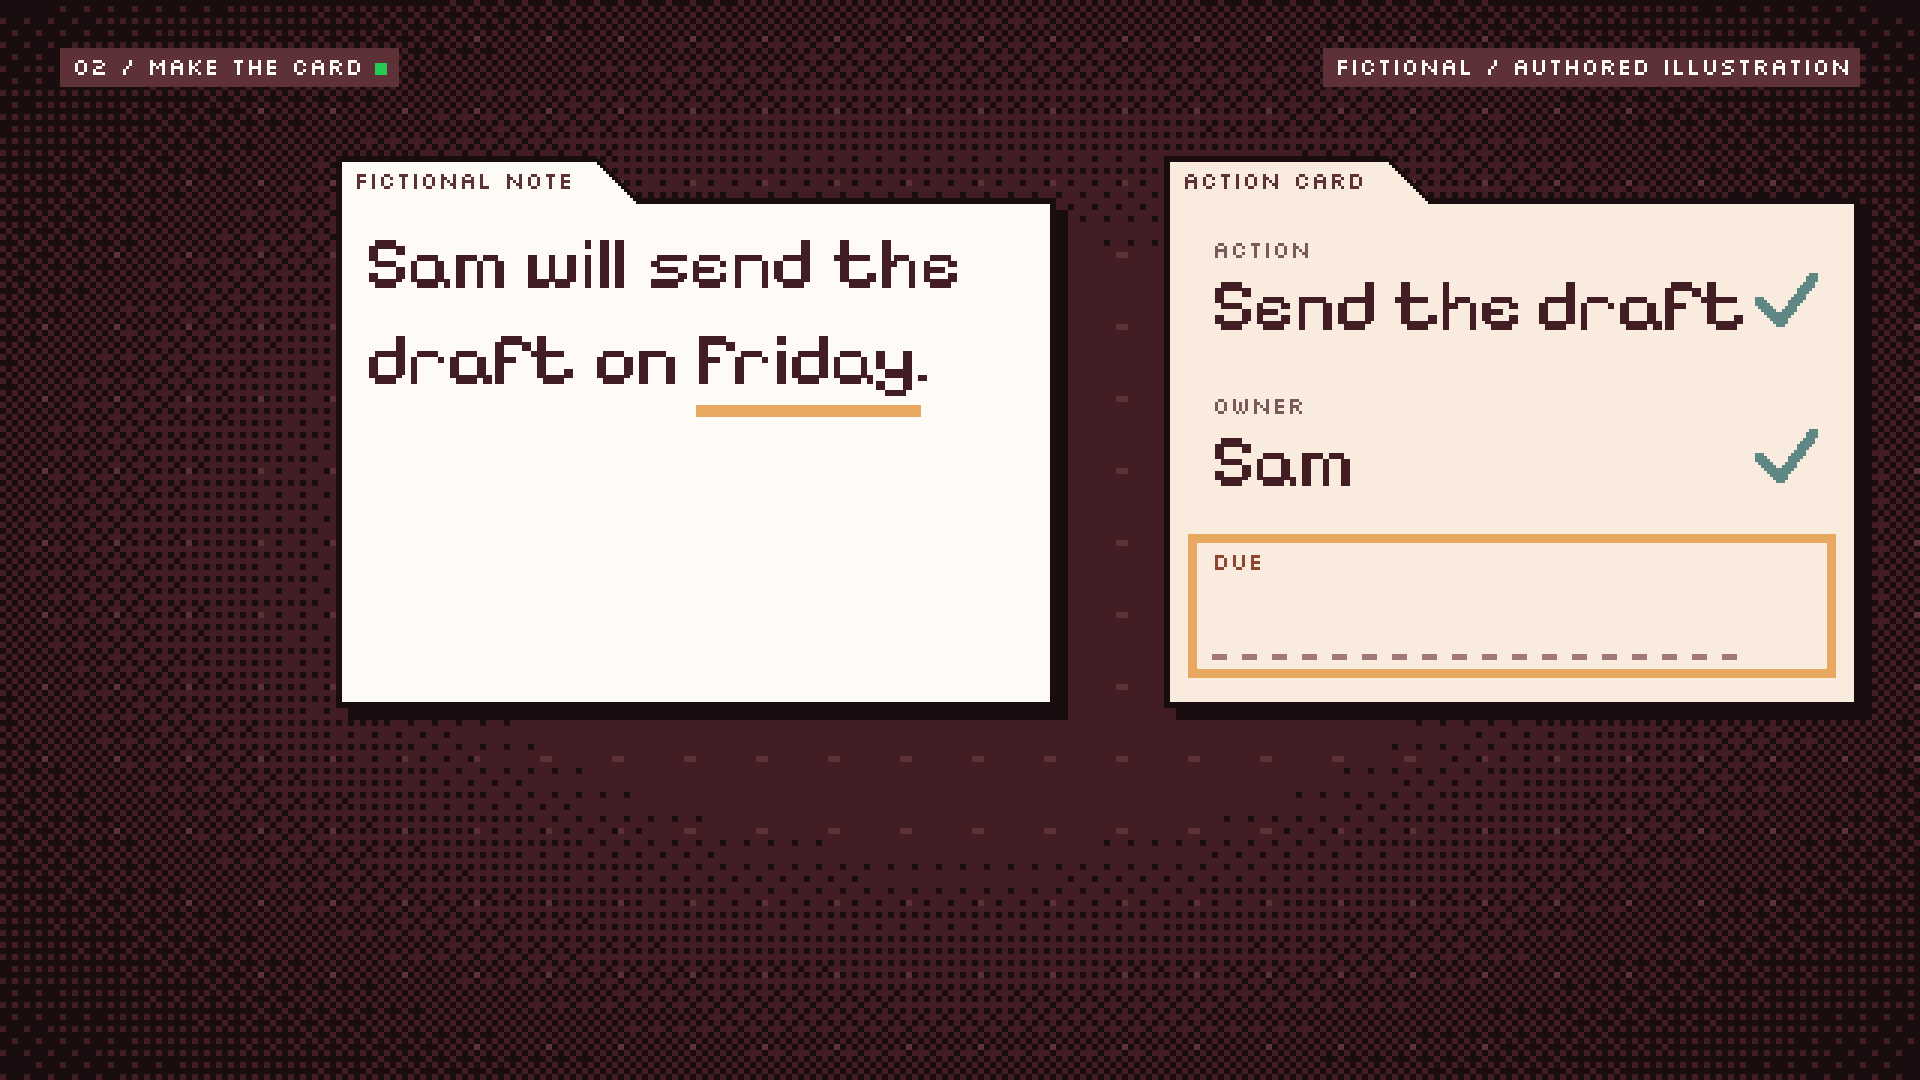 02 / MAKE THE CARD
FICTIONAL / AUTHORED ILLUSTRATION
FICTIONAL NOTE
Sam will send the
draft on Friday.
ACTION CARD
ACTION
Send the draft
OWNER
Sam
DUE